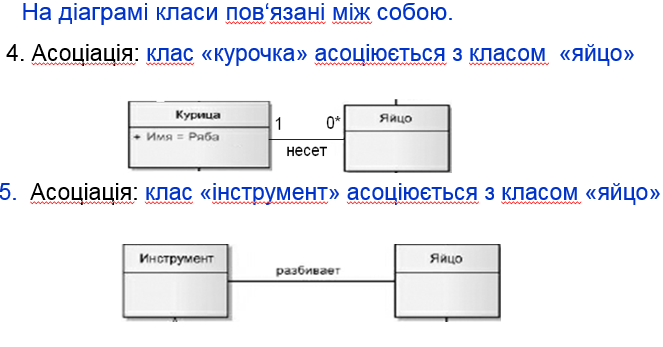 На діаграмі класи пов‘язані між собою.
4. Асоціація: клас «курочка» асоціюється з класом «яйцо»
Курица
+ Имя = Ряба
1
0*
несет
Яйцо
5. Асоціація: клас «інструмент» асоціюється з класом «яйцо»
Инструмент
разбивает
Яйцо